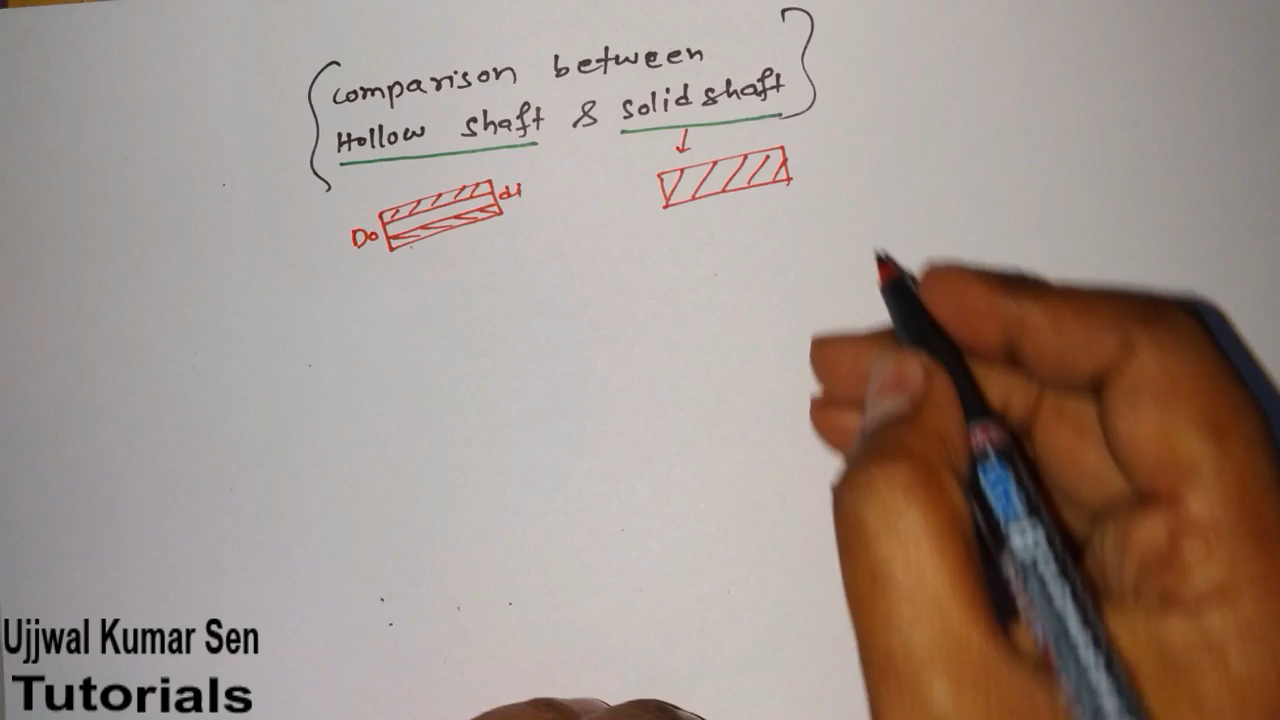 comparison between
Hollow shaft & solid shaft
Do di
Ujjwal Kumar Sen
Tutorials